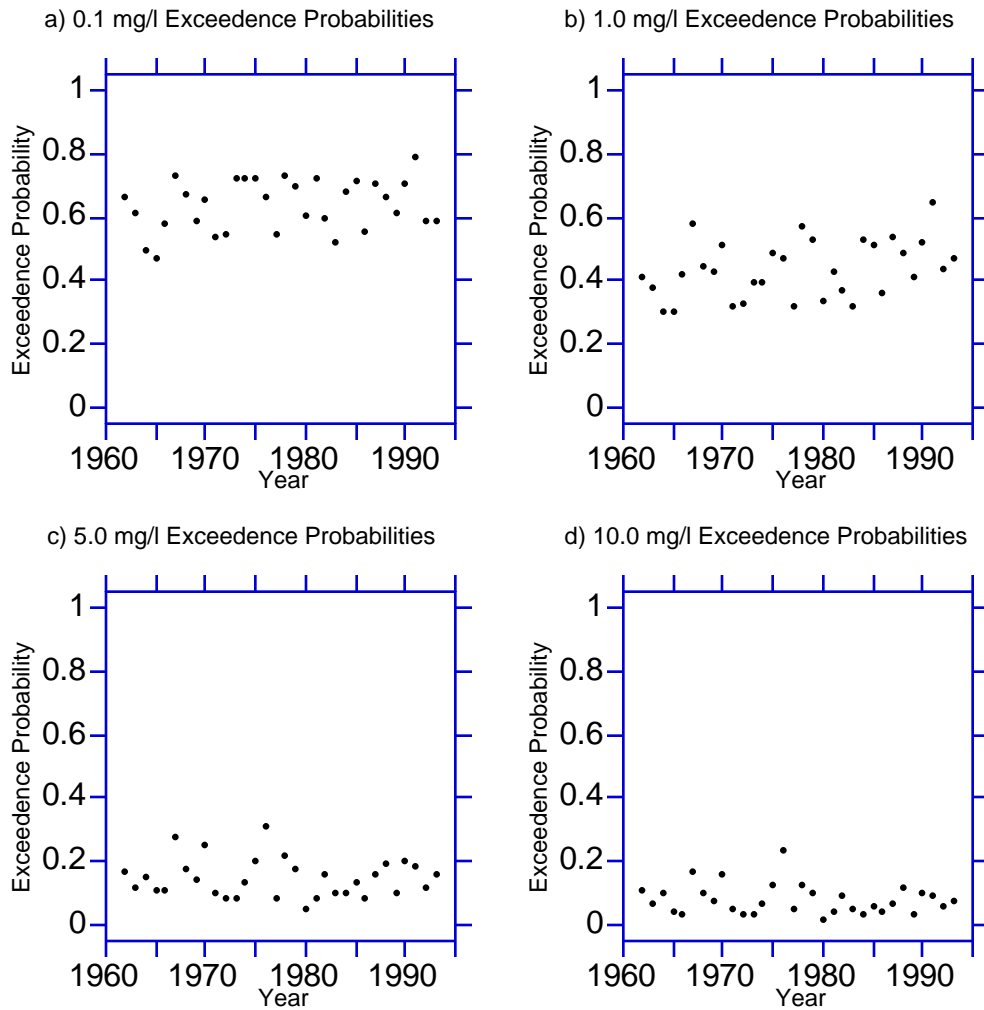 a) 0.1 mg/l Exceedence Probabilities
1
0.8
0.6
0.4
0.2
0
Exceedence Probability
1960 1970 1980 1990
Year
b) 1.0 mg/l Exceedence Probabilities
1
0.8
0.6
0.4
0.2
0
Exceedence Probability
1960 1970 1980 1990
Year
c) 5.0 mg/l Exceedence Probabilities
1
0.8
0.6
0.4
0.2
0
Exceedence Probability
1960 1970 1980 1990
Year
d) 10.0 mg/l Exceedence Probabilities
1
0.8
0.6
0.4
0.2
0
Exceedence Probability
1960 1970 1980 1990
Year